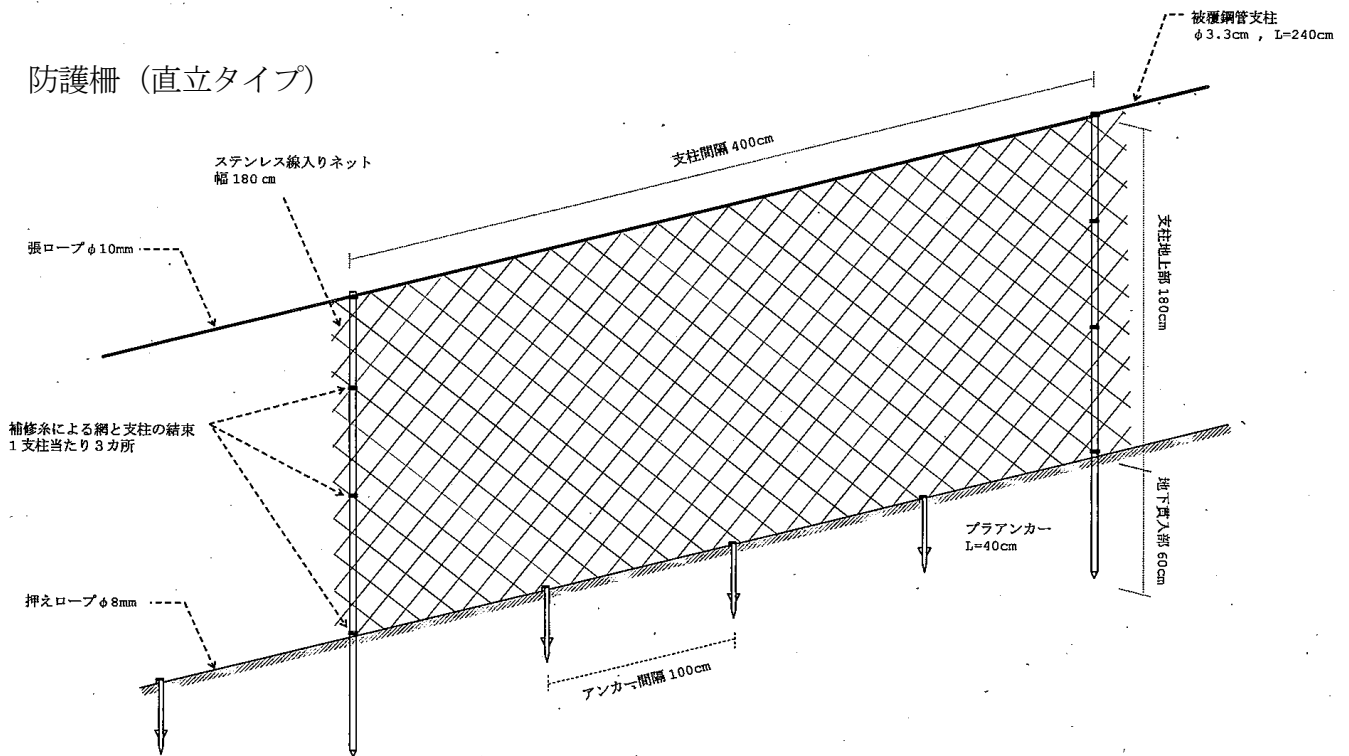 被覆鋼管支柱
φ3.3cm , L=240cm
防護柵（直立タイプ）
支柱間隔 400cm
ステンレス線入りネット
幅 180 cm
張ロープφ10mm
支柱地上部 180cm
補修糸による網と支柱の結束
1支柱当たり3カ所
地下貫入部 60cm
プラアンカー
L=40cm
押えロープφ8mm
アンカー間隔 100cm